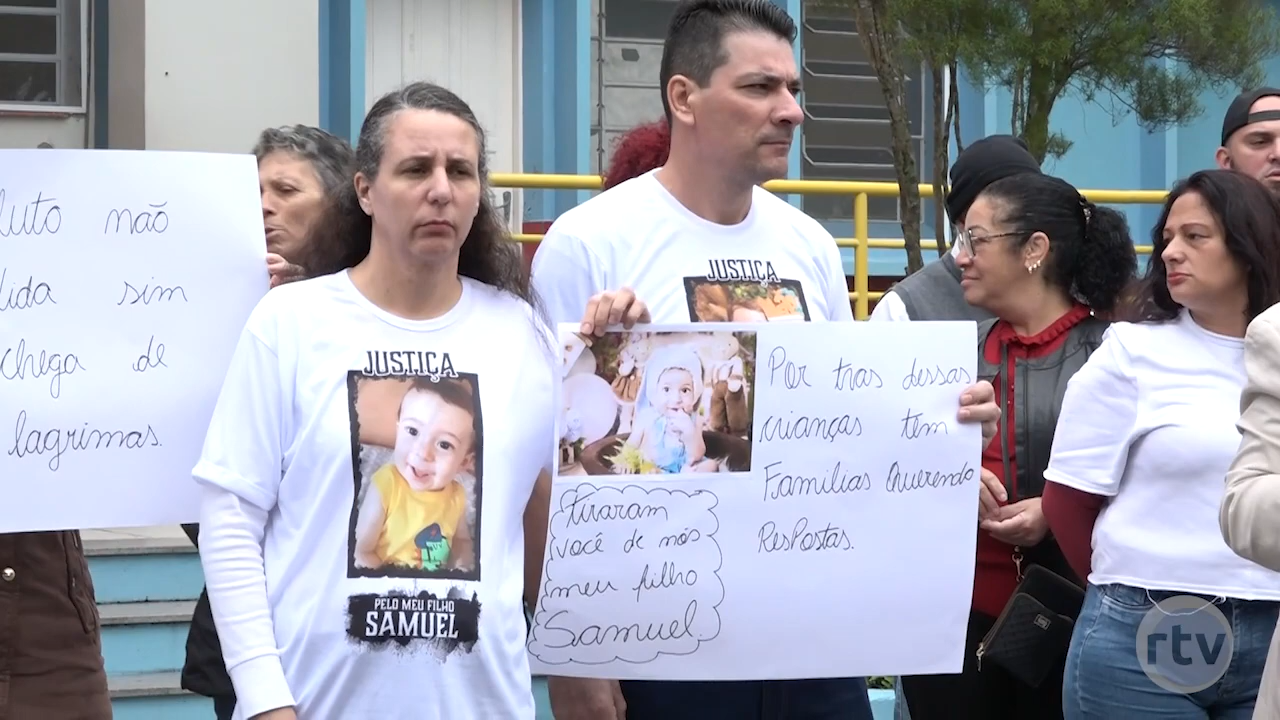 luto não
lida sim
chega de
lagrimas.
JUSTIÇA
PELO MEU FILHO
SAMUEL
JUSTIÇA
tiraram
você de nós
meu filho
Samuel
Por tras dessas
crianças têm
Familias Querendo
Respostas.
rtv